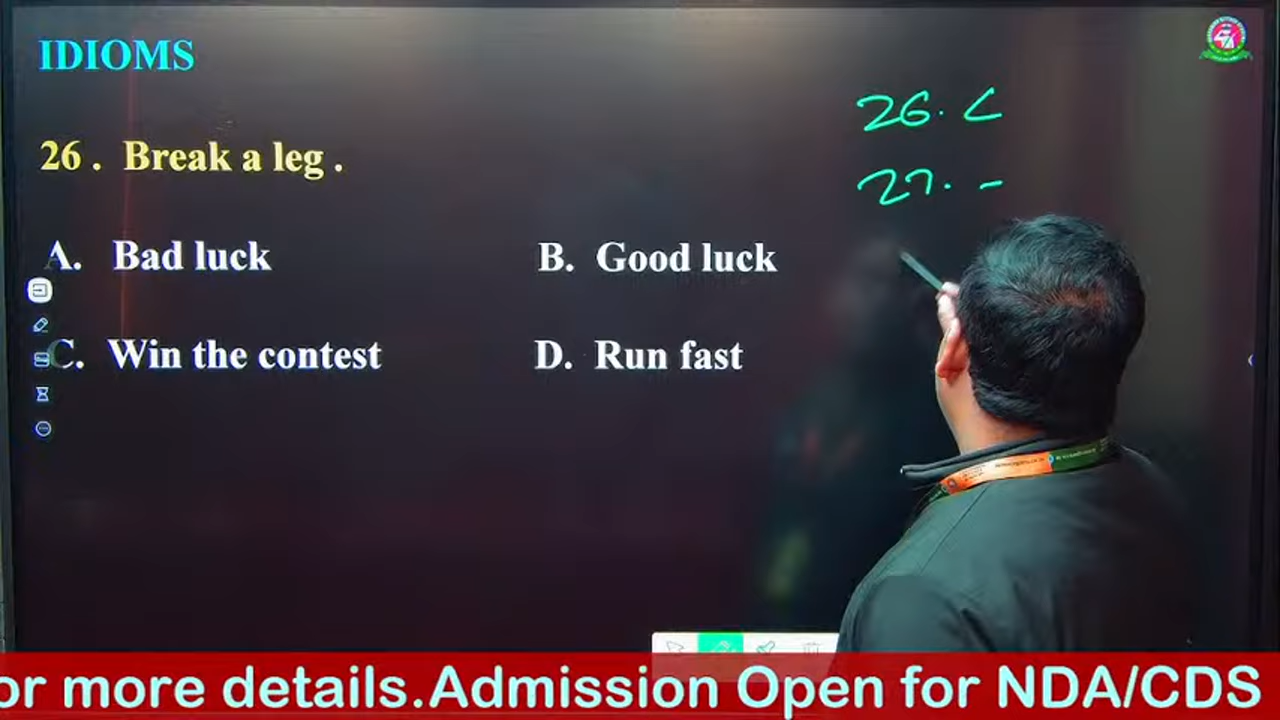 IDIOMS
26. <
26 . Break a leg .
27. -
A. Bad luck
B. Good luck
C. Win the contest
D. Run fast
or more details.Admission Open for NDA/CDS